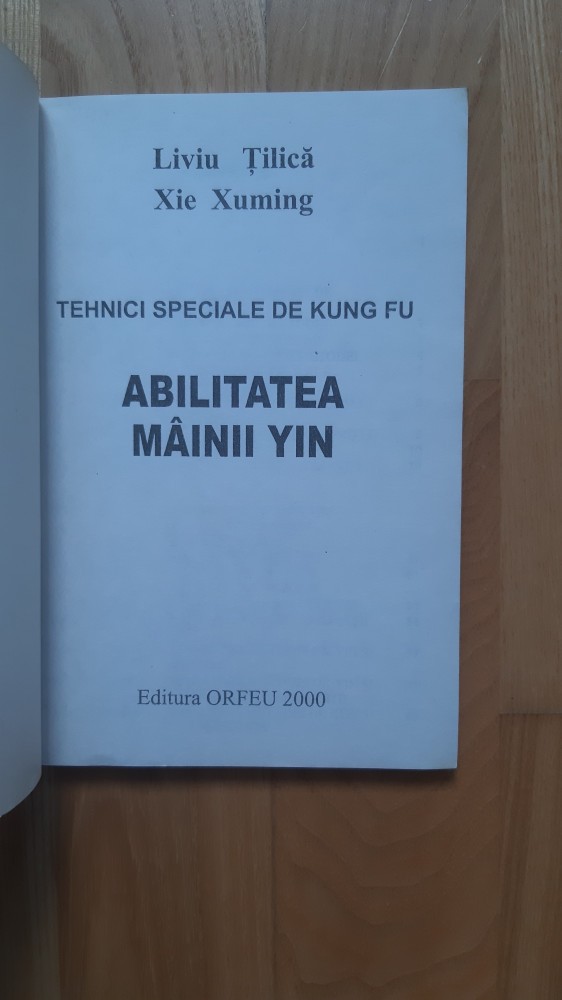 Liviu Țilică
Xie Xuming
TEHNICI SPECIALE DE KUNG FU
ABILITATEA
MÂINII YIN
Editura ORFEU 2000